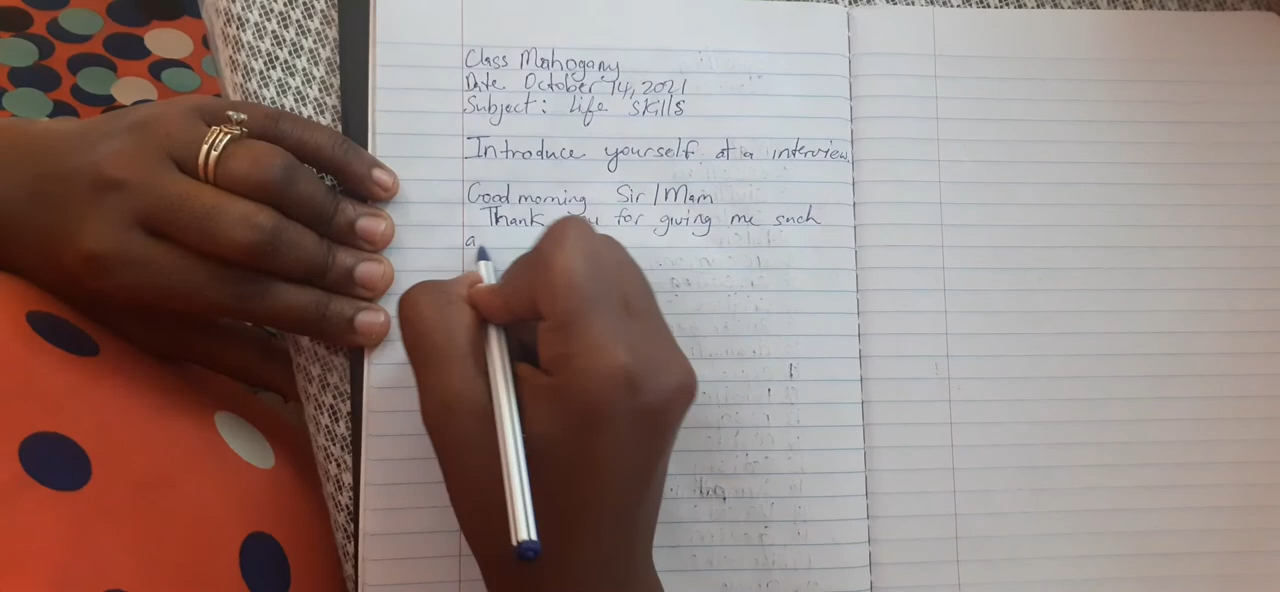 Class Mahogany
Date October 14, 2021
Subject: Life skills
Introduce yourself at a interview.
Good morning Sir/Mam
Thank for giving me such
a